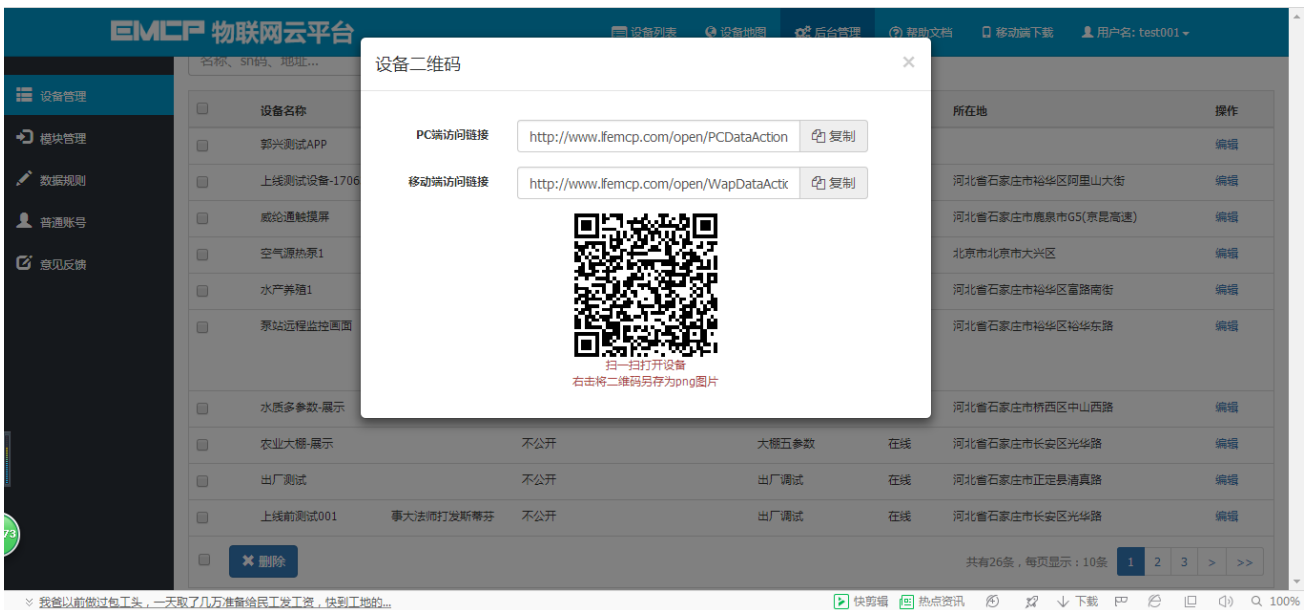 EMCP 物联网云平台
设备列表 设备地图 后台管理 帮助文档 移动端下载 用户名: test001
设备管理
模块管理
数据规则
普通账号
意见反馈
名称、sn码、地址...
设备二维码 ×
PC端访问链接 http://www.lfemcp.com/open/PCDataAction 复制
移动端访问链接 http://www.lfemcp.com/open/WapDataActic 复制
扫一扫打开设备
右击将二维码另存为png图片
设备名称 所在地 操作
郭兴测试APP 编辑
上线测试设备-1706 河北省石家庄市裕华区阿里山大街 编辑
威纶通触摸屏 河北省石家庄市鹿泉市G5(京昆高速) 编辑
空气源热泵1 北京市北京市大兴区 编辑
水产养殖1 河北省石家庄市裕华区富路南街 编辑
泵站远程监控画面 河北省石家庄市裕华区裕华东路 编辑
水质多参数-展示 河北省石家庄市桥西区中山西路 编辑
农业大棚-展示 不公开 大棚五参数 在线 河北省石家庄市长安区光华路 编辑
出厂测试 不公开 出厂调试 在线 河北省石家庄市正定县清真路 编辑
上线前测试001 事大法师打发斯蒂芬 不公开 出厂调试 在线 河北省石家庄市长安区光华路 编辑
删除 共有26条，每页显示：10条 1 2 3 > >>
73
我爸以前做过包工头，一天取了几万准备给民工发工资，快到工地的... 快剪辑 热点资讯 下载 100%